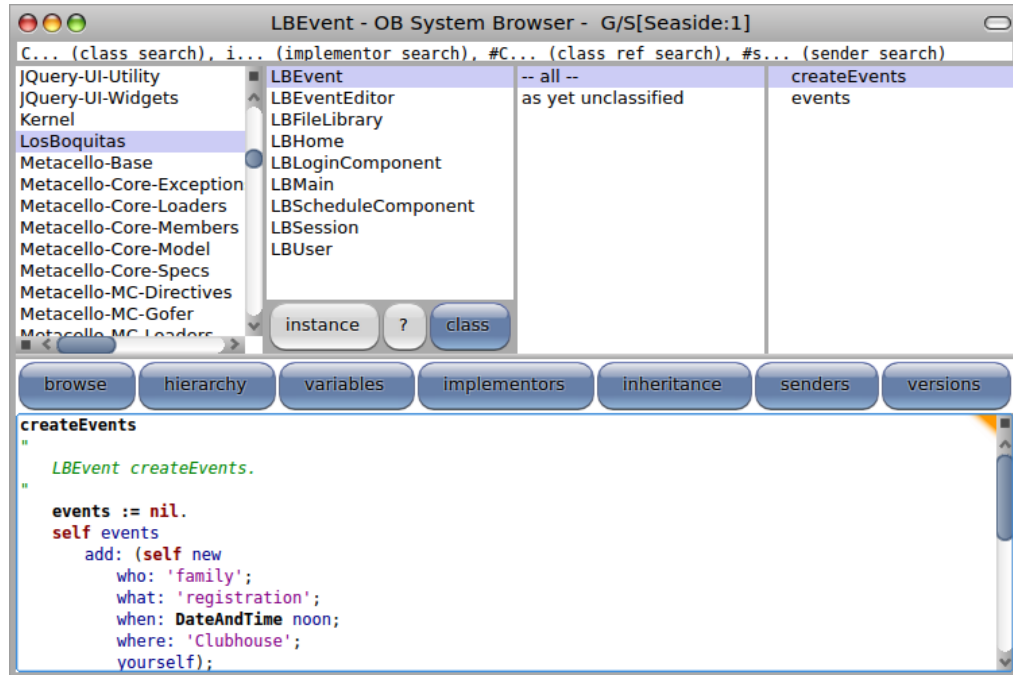 LBEvent - OB System Browser - G/S[Seaside:1]
C... (class search), i... (implementor search), #C... (class ref search), #s... (sender search)
JQuery-UI-Utility
JQuery-UI-Widgets
Kernel
LosBoquitas
Metacello-Base
Metacello-Core-Exception
Metacello-Core-Loaders
Metacello-Core-Members
Metacello-Core-Model
Metacello-Core-Specs
Metacello-MC-Directives
Metacello-MC-Gofer
Metacello-MC-Loaders
LBEvent
LBEventEditor
LBFileLibrary
LBHome
LBLoginComponent
LBMain
LBScheduleComponent
LBSession
LBUser
instance ? class
-- all --
as yet unclassified
createEvents
events
browse hierarchy variables implementors inheritance senders versions
createEvents
"
LBEvent createEvents.
"
events := nil.
self events
add: (self new
who: 'family';
what: 'registration';
when: DateAndTime noon;
where: 'Clubhouse';
yourself);